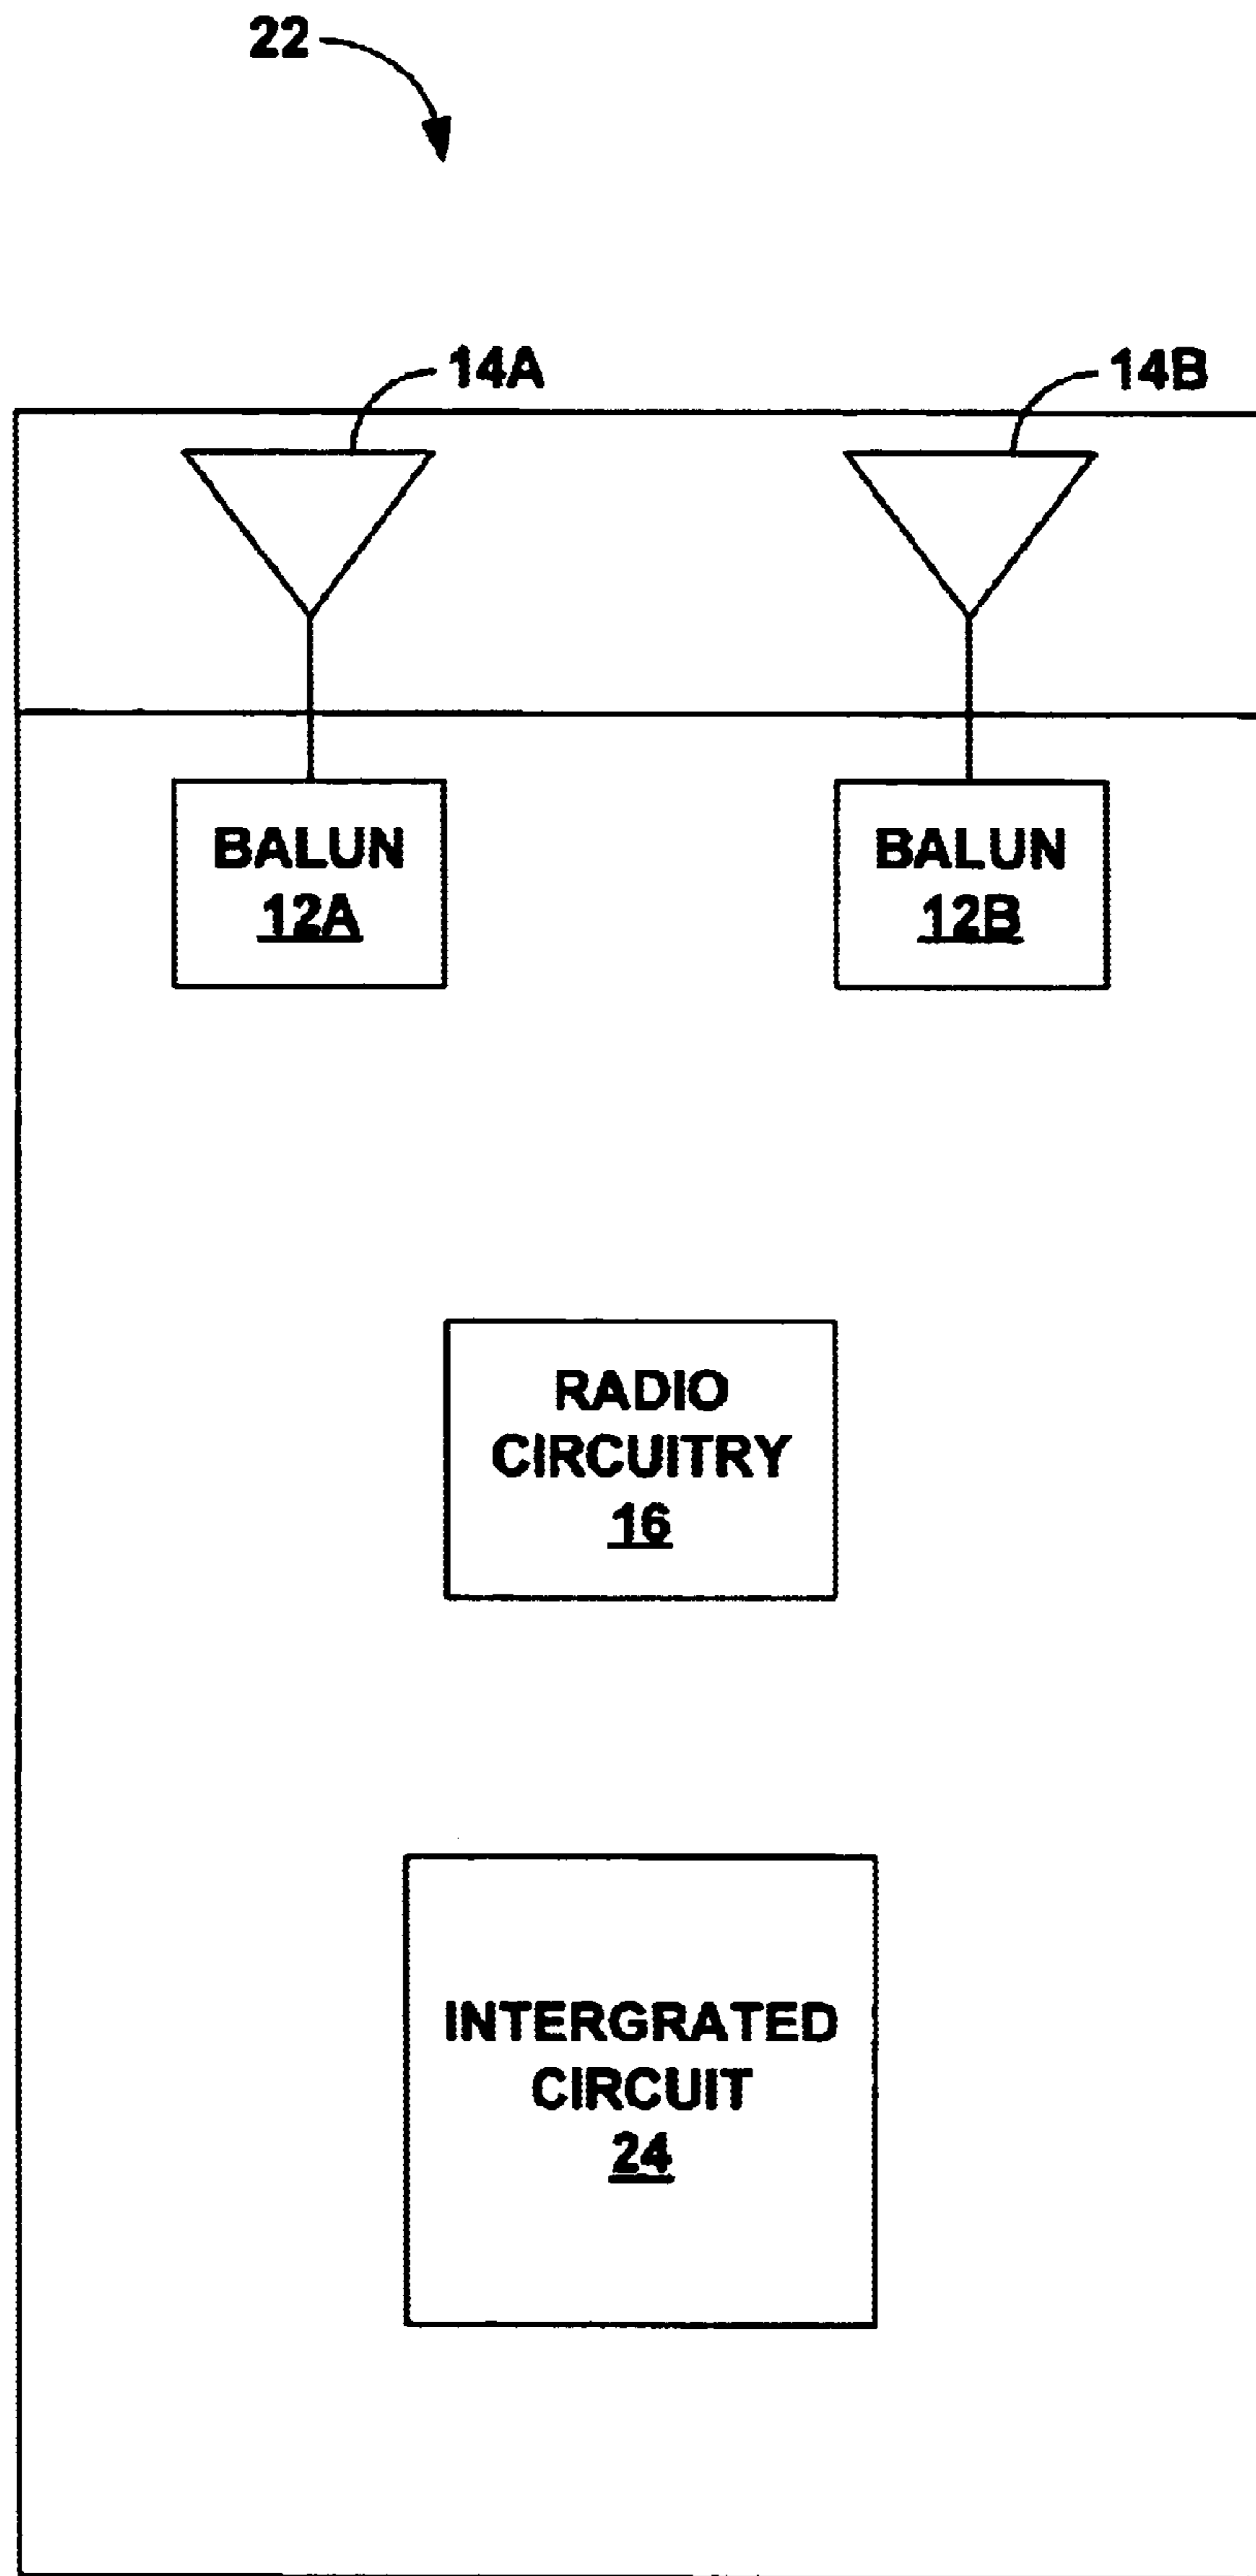 22
14A
14B
BALUN
12A
BALUN
12B
RADIO
CIRCUITRY
16
INTERGRATED
CIRCUIT
24